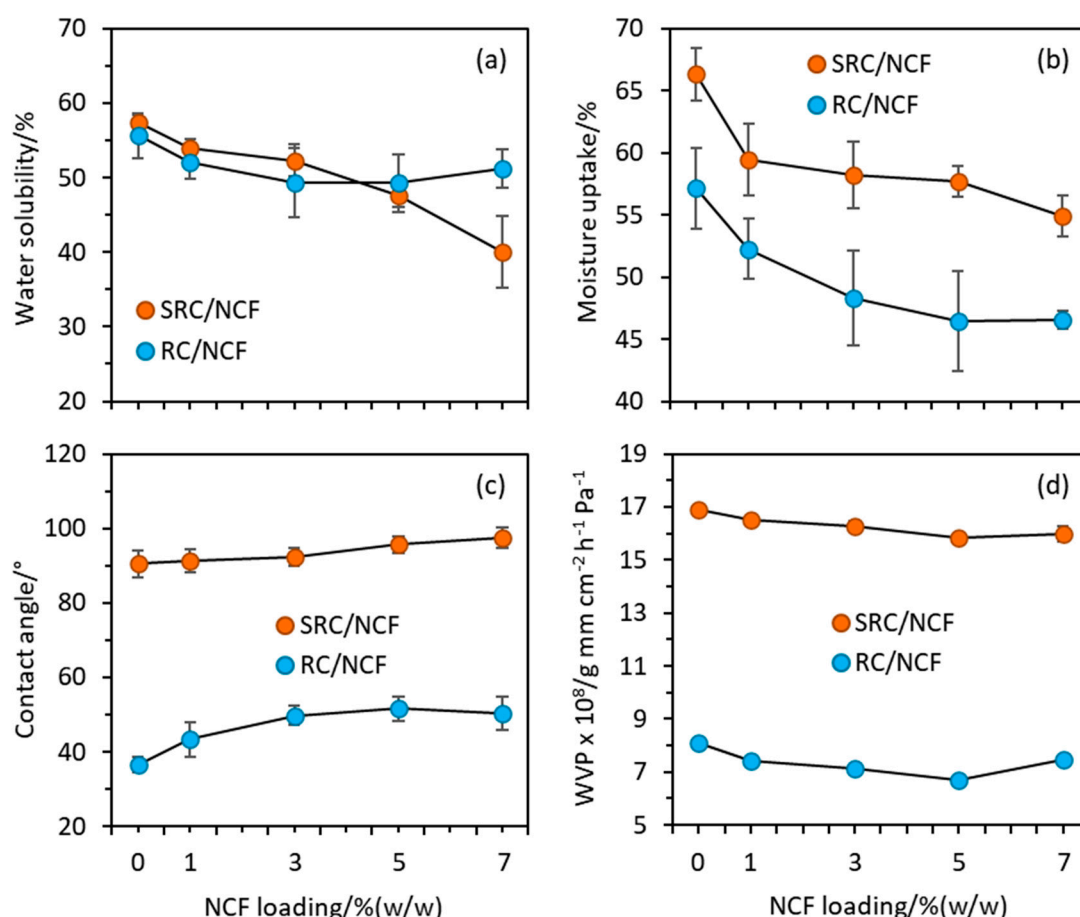 70
60
50
40
30
20
Water solubility/%
(a)
SRC/NCF
RC/NCF
70
65
60
55
50
45
40
Moisture uptake/%
(b)
SRC/NCF
RC/NCF
120
100
80
60
40
20
Contact angle/°
(c)
SRC/NCF
RC/NCF
0 1 3 5 7
NCF loading/%(w/w)
19
17
15
13
11
9
7
5
WVP x 10⁸/g mm cm⁻² h⁻¹ Pa⁻¹
(d)
SRC/NCF
RC/NCF
0 1 3 5 7
NCF loading/%(w/w)